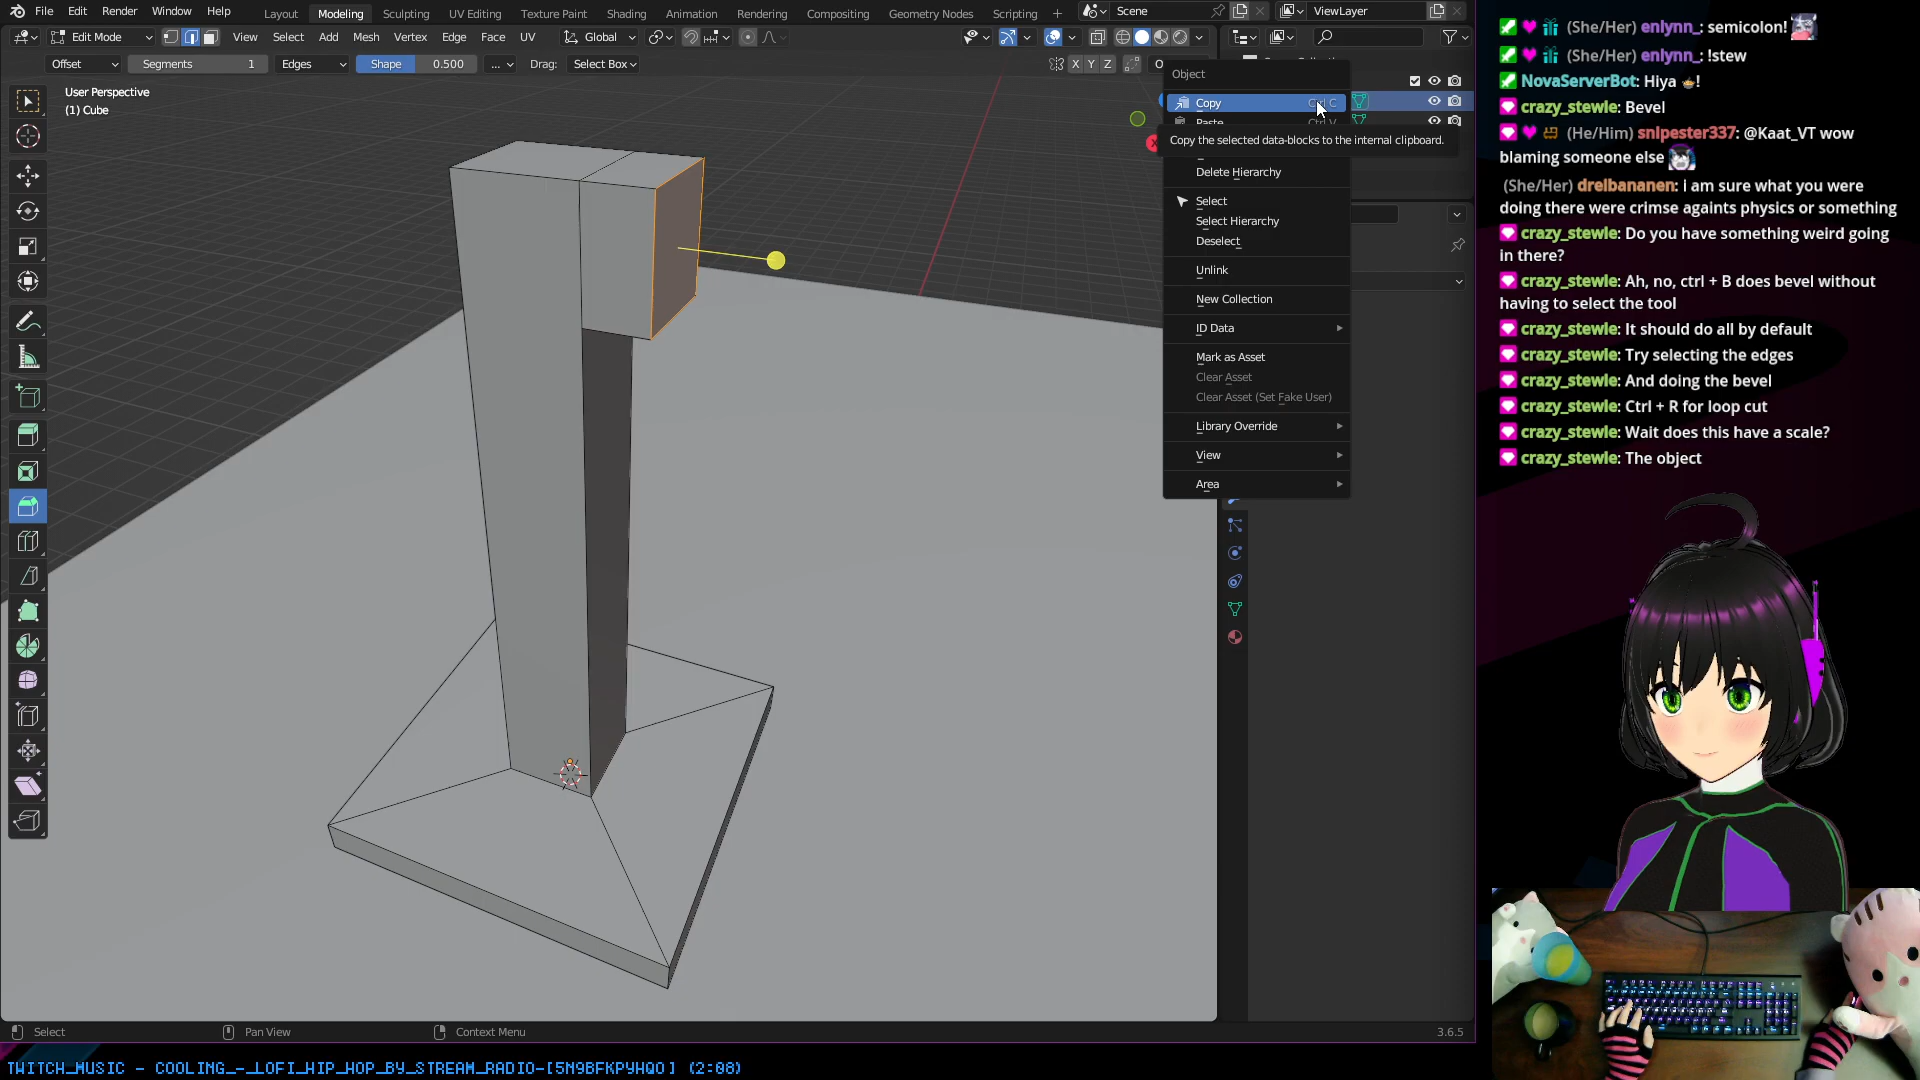 File Edit Render Window Help Layout Modeling Sculpting UV Editing Texture Paint Shading Animation Rendering Compositing Geometry Nodes Scripting + Scene ViewLayer
Edit Mode View Select Add Mesh Vertex Edge Face UV Global
Offset Segments 1 Edges Shape 0.500 ... Drag: Select Box X Y Z
User Perspective
(1) Cube
Object
Copy Ctrl C
Paste Ctrl V
Copy the selected data-blocks to the internal clipboard.
Delete Hierarchy
Select
Select Hierarchy
Deselect
Unlink
New Collection
ID Data
Mark as Asset
Clear Asset
Clear Asset (Set Fake User)
Library Override
View
Area
Select Pan View Context Menu 3.6.5
(She/Her) enlynn_: semicolon!
(She/Her) enlynn_: !stew
NovaServerBot: Hiya !
crazy_stewie: Bevel
(He/Him) snipester337: @Kaat_VT wow
blaming someone else
(She/Her) dreibananen: i am sure what you were
doing there were crimse againts physics or something
crazy_stewie: Do you have something weird going
in there?
crazy_stewie: Ah, no, ctrl + B does bevel without
having to select the tool
crazy_stewie: It should do all by default
crazy_stewie: Try selecting the edges
crazy_stewie: And doing the bevel
crazy_stewie: Ctrl + R for loop cut
crazy_stewie: Wait does this have a scale?
crazy_stewie: The object
TWITCH_MUSIC - COOLING_-_LOFI_HIP_HOP_BY_STREAM_RADIO-[5N9BFKPYHQO] (2:08)